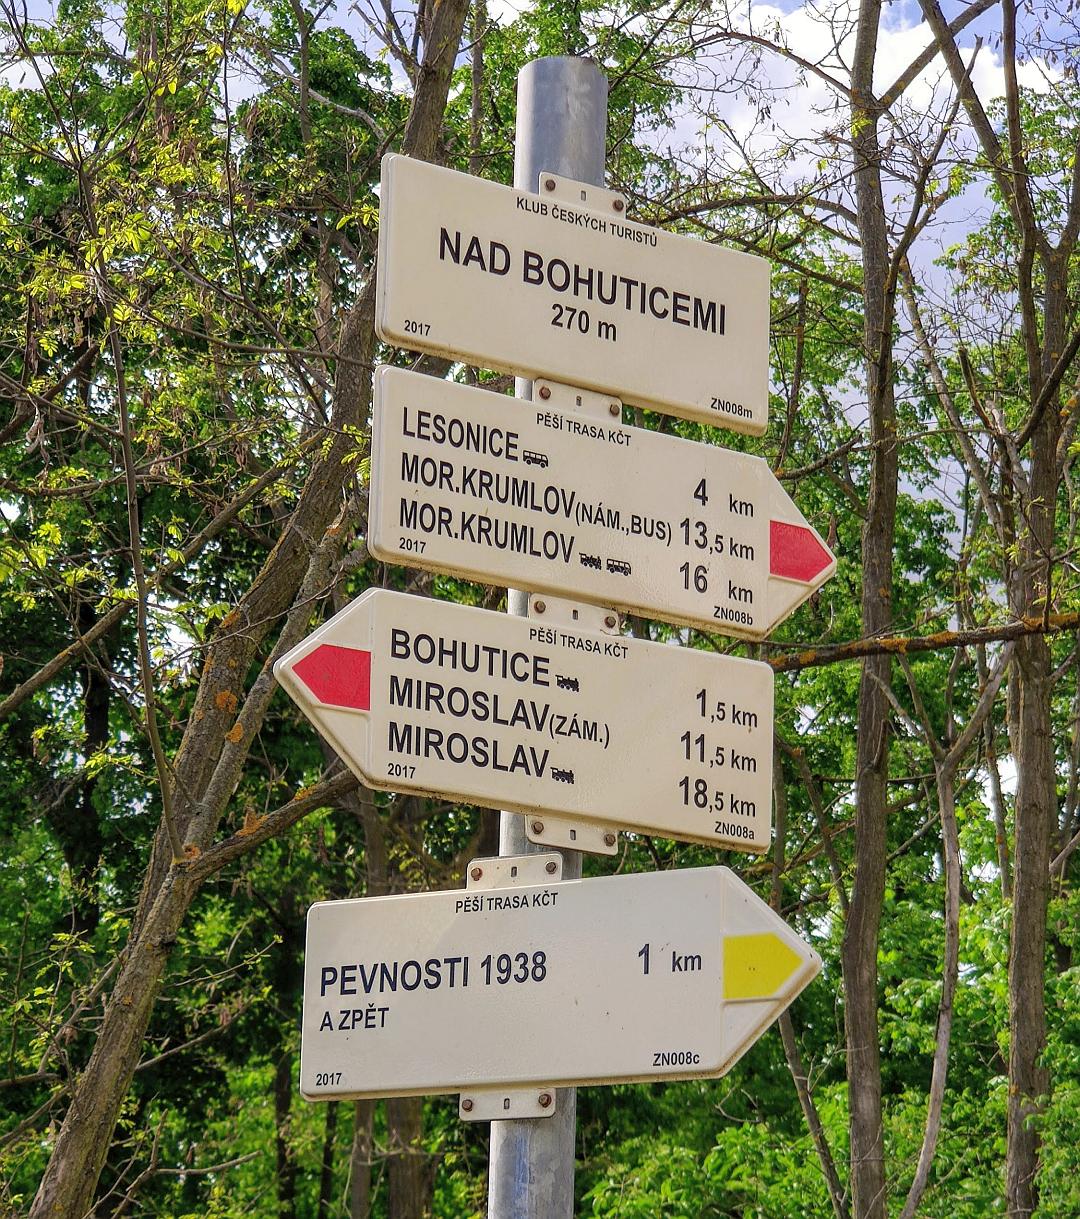 KLUB ČESKÝCH TURISTŮ
NAD BOHUTICEMI
270 m
2017 ZN008m
PĚŠÍ TRASA KČT
LESONICE 4 km
MOR.KRUMLOV(NÁM.,BUS) 13,5 km
MOR.KRUMLOV 16 km
2017 ZN008b
PĚŠÍ TRASA KČT
BOHUTICE 1,5 km
MIROSLAV(ZÁM.) 11,5 km
MIROSLAV 18,5 km
2017 ZN008a
PĚŠÍ TRASA KČT
PEVNOSTI 1938 1 km
A ZPĚT
2017 ZN008c